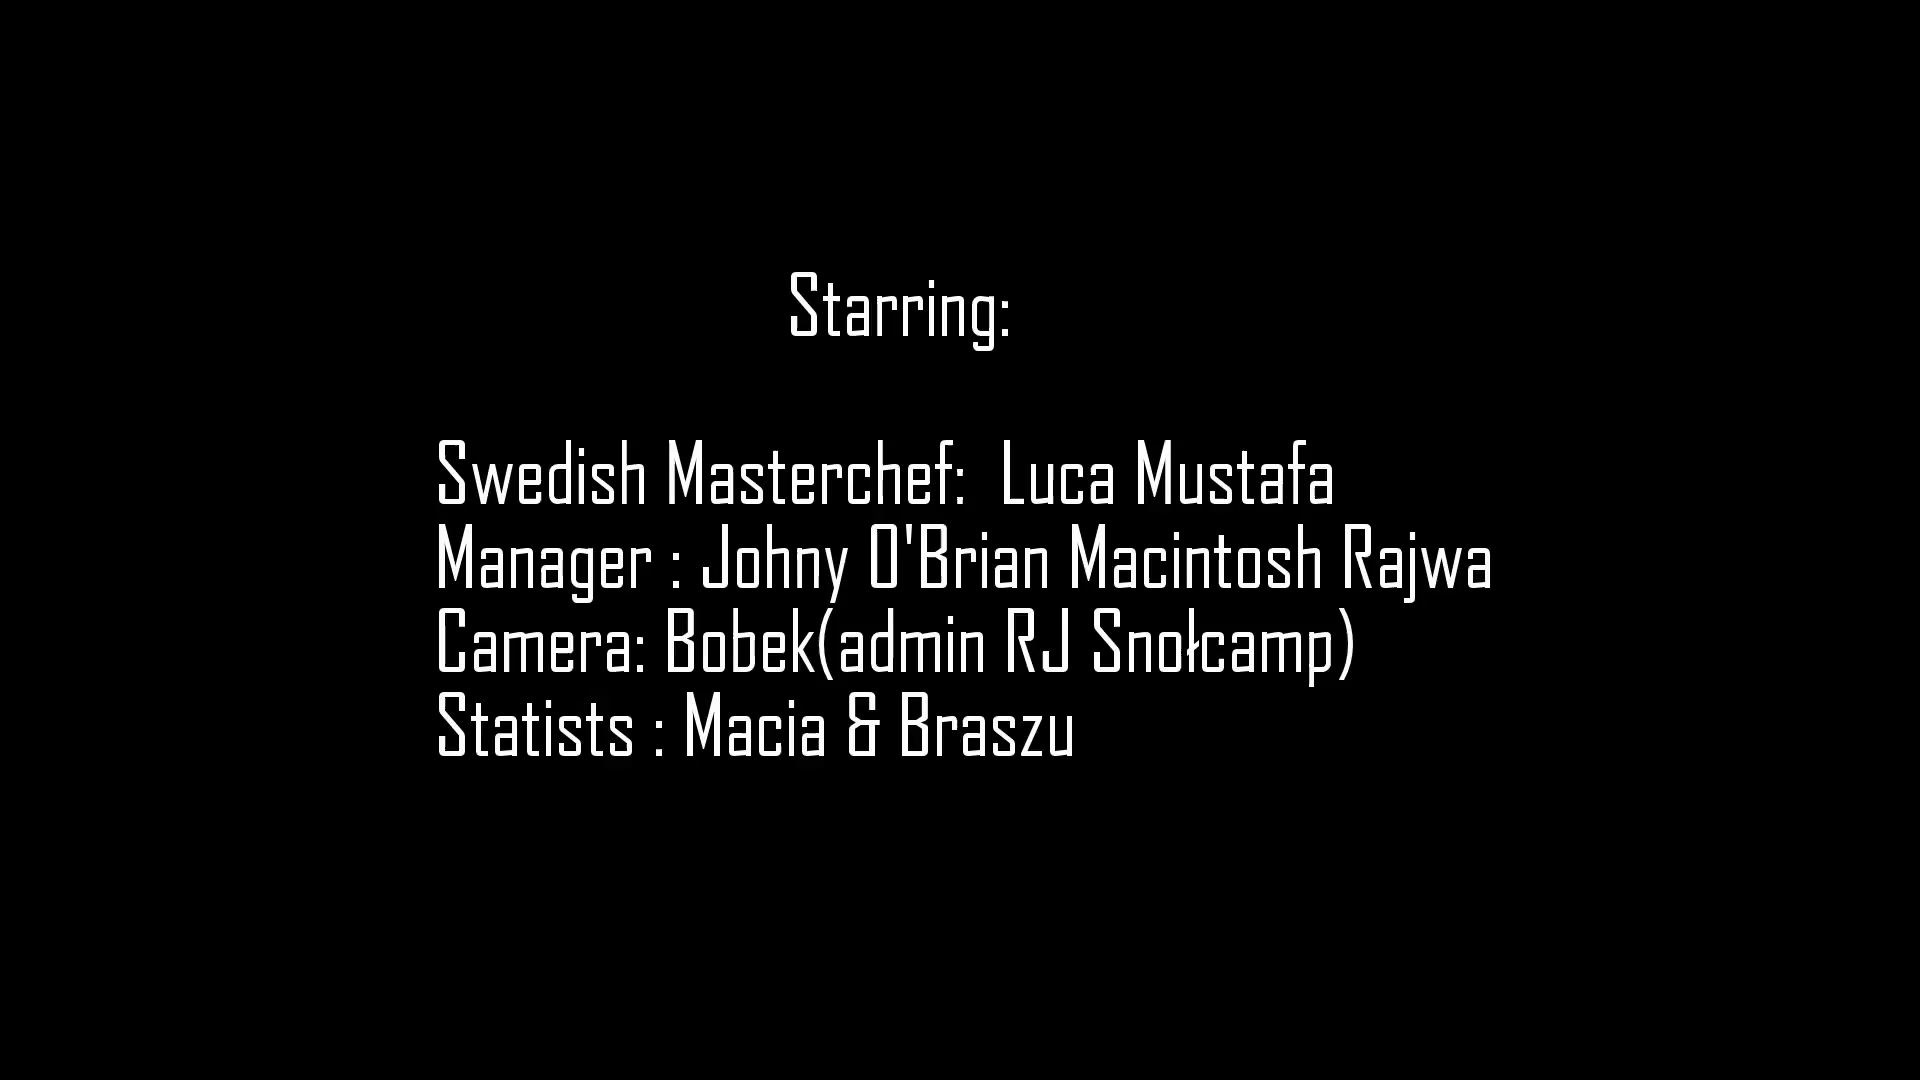 Starring:
Swedish Masterchef:  Luca Mustafa
Manager : Johny O'Brian Macintosh Rajwa
Camera: Bobek(admin RJ Snołcamp)
Statists : Macia & Braszu